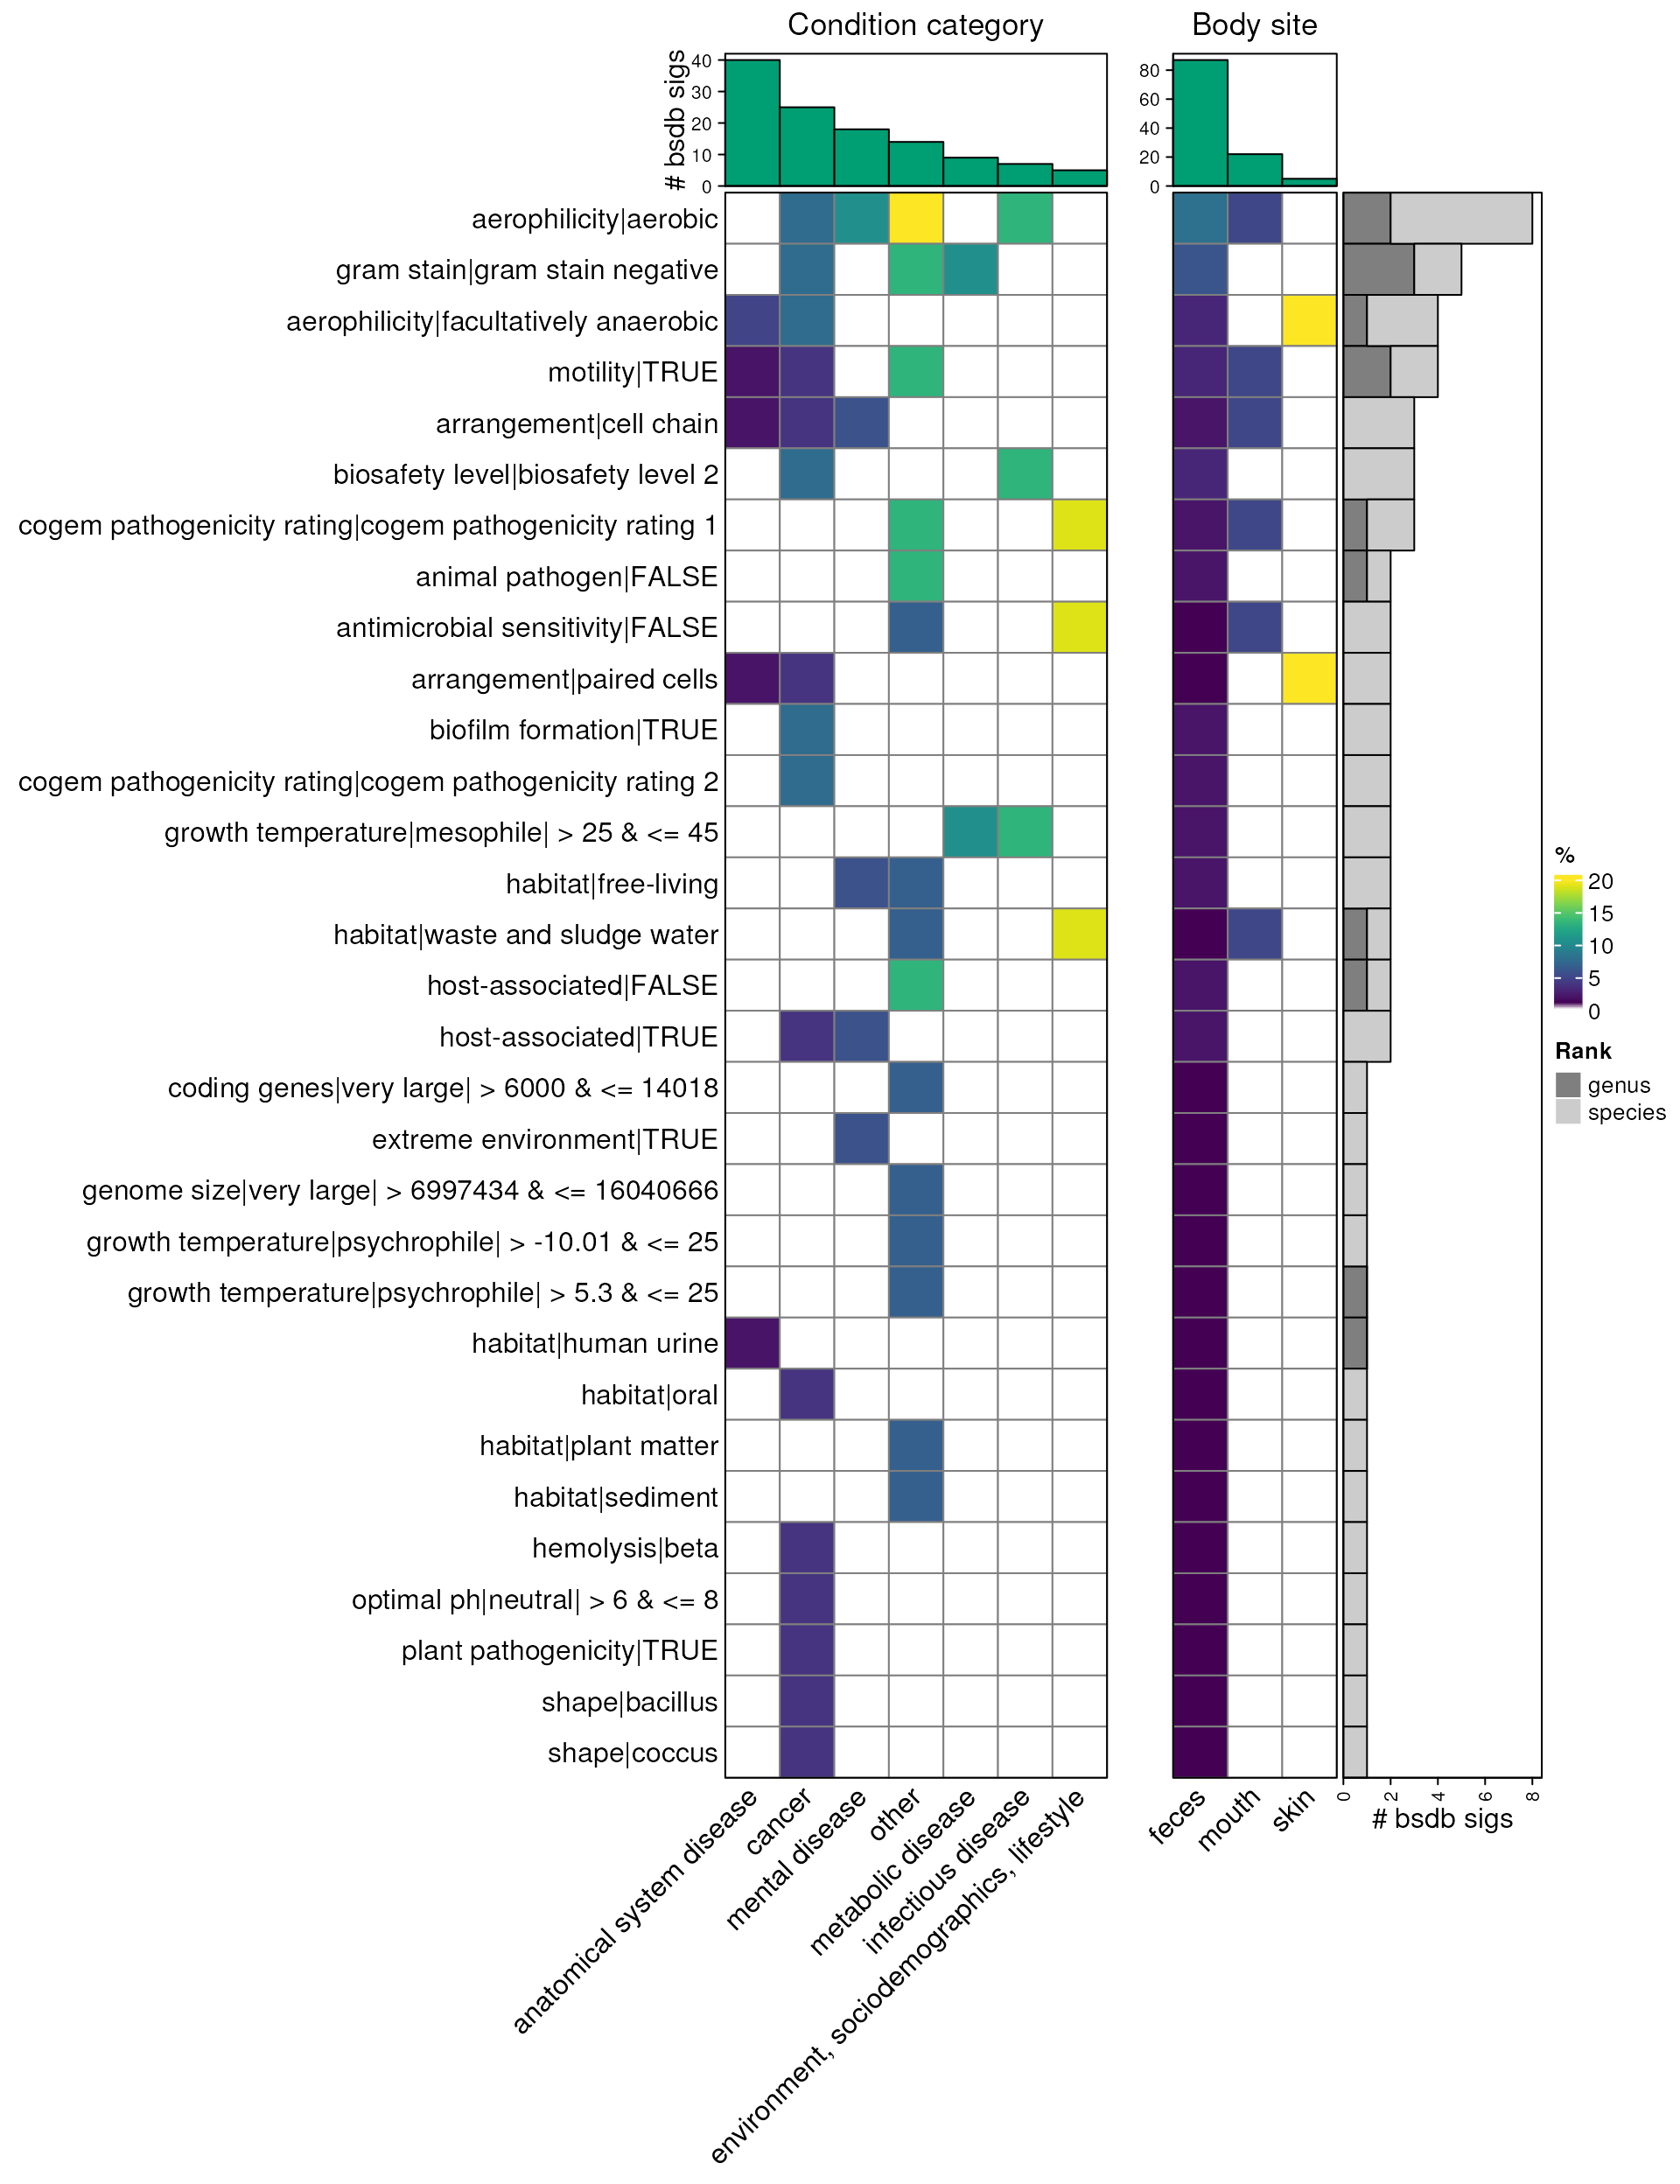 Condition category
Body site
# bsdb sigs
40
30
20
10
0
80
60
40
20
0
aerophilicity|aerobic
gram stain|gram stain negative
aerophilicity|facultatively anaerobic
motility|TRUE
arrangement|cell chain
biosafety level|biosafety level 2
cogem pathogenicity rating|cogem pathogenicity rating 1
animal pathogen|FALSE
antimicrobial sensitivity|FALSE
arrangement|paired cells
biofilm formation|TRUE
cogem pathogenicity rating|cogem pathogenicity rating 2
growth temperature|mesophile| > 25 & <= 45
habitat|free-living
habitat|waste and sludge water
host-associated|FALSE
host-associated|TRUE
coding genes|very large| > 6000 & <= 14018
extreme environment|TRUE
genome size|very large| > 6997434 & <= 16040666
growth temperature|psychrophile| > -10.01 & <= 25
growth temperature|psychrophile| > 5.3 & <= 25
habitat|human urine
habitat|oral
habitat|plant matter
habitat|sediment
hemolysis|beta
optimal ph|neutral| > 6 & <= 8
plant pathogenicity|TRUE
shape|bacillus
shape|coccus
%
20
15
10
5
0
Rank
genus
species
anatomical system disease
cancer
mental disease
other
metabolic disease
infectious disease
environment, sociodemographics, lifestyle
feces
mouth
skin
0 2 4 6 8
# bsdb sigs